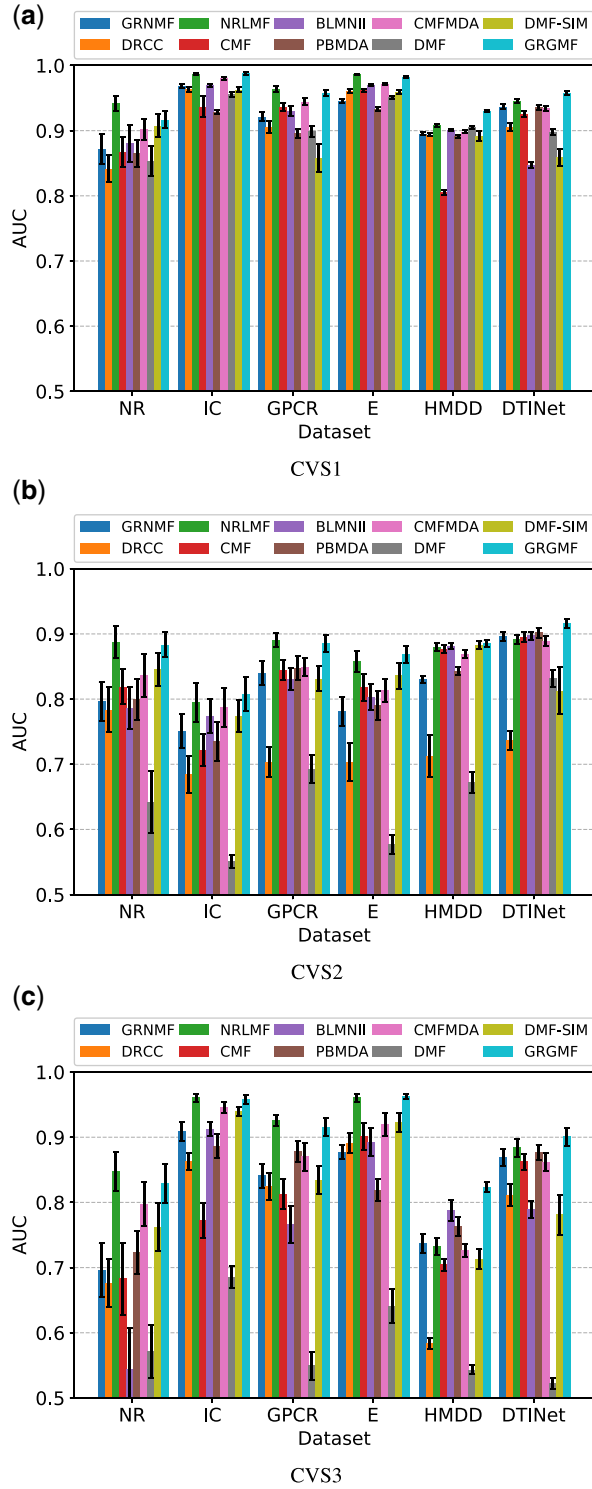 (a)
GRNMF NRLMF BLMNII CMFMDA DMF-SIM
DRCC CMF PBMDA DMF GRGMF
1.0
0.9
0.8
0.7
0.6
0.5
AUC
NR IC GPCR E HMDD DTINet
Dataset
CVS1
(b)
GRNMF NRLMF BLMNII CMFMDA DMF-SIM
DRCC CMF PBMDA DMF GRGMF
1.0
0.9
0.8
0.7
0.6
0.5
AUC
NR IC GPCR E HMDD DTINet
Dataset
CVS2
(c)
GRNMF NRLMF BLMNII CMFMDA DMF-SIM
DRCC CMF PBMDA DMF GRGMF
1.0
0.9
0.8
0.7
0.6
0.5
AUC
NR IC GPCR E HMDD DTINet
Dataset
CVS3